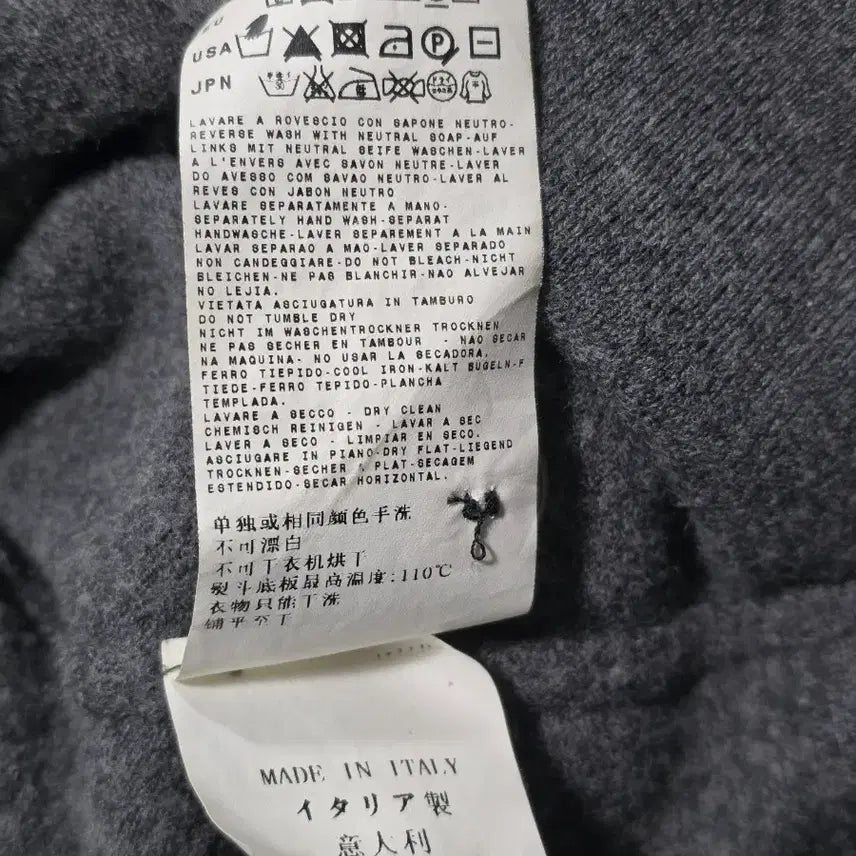 USA
JPN
LAVARE A ROVESCIO CON SAPONE NEUTRO-
REVERSE WASH WITH NEUTRAL SOAP-AUF
LINKS MIT NEUTRAL SEIFE WASCHEN-LAVER
A L'ENVERS AVEC SAVON NEUTRE-LAVER
DO AVESSO COM SAVAO NEUTRO-LAVER AL
REVES CON JABON NEUTRO
LAVARE SEPARATAMENTE A MANO-
SEPARATELY HAND WASH-SEPARAT
HANDWASCHE-LAVER SEPAREMENT A LA MAIN
LAVAR SEPARAO A MAO-LAVER SEPARADO
NON CANDEGGIARE-DO NOT BLEACH-NICHT
BLEICHEN-NE PAS BLANCHIR-NAO ALVEJAR
NO LEJIA.
VIETATA ASCIUGATURA IN TAMBURO
DO NOT TUMBLE DRY
NICHT IM WASCHENTROCKNER TROCKNEN
NE PAS SECHER EN TAMBOUR - NAO SECAR
NA MAQUINA- NO USAR LA SECADORA.
FERRO TIEPIDO-COOL IRON-KALT BUGELN-F
TIEDE-FERRO TEPIDO-PLANCHA
TEMPLADA.
LAVARE A SECCO - DRY CLEAN
CHEMISCH REINIGEN - LAVAR A SEC
LAVER A SECO - LIMPIAR EN SECO.
ASCIUGARE IN PIANO-DRY FLAT-LIEGEND
TROCKNEN-SECHER PLAT-SECAGEM
ESTENDIDO-SECAR HORIZONTAL.
单独或相同颜色手洗
不可漂白
不可干衣机烘干
熨斗底板最高温度:110℃
衣物只能干洗
铺平至干
MADE IN ITALY
イタリア製
意大利